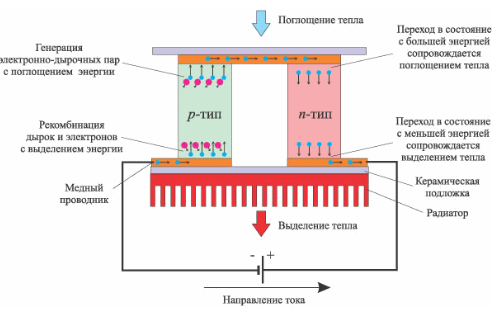 Поглощение тепла
Генерация
электронно-дырочных пар
с поглощением энергии
Переход в состояние
с большей энергией
сопровождается
поглощением тепла
p-тип
n-тип
Рекомбинация
дырок и электронов
с выделением энергии
Переход в состояние
с меньшей энергией
сопровождается
выделением тепла
Медный
проводник
Керамическая
подложка
Радиатор
Выделение тепла
- +
Направление тока